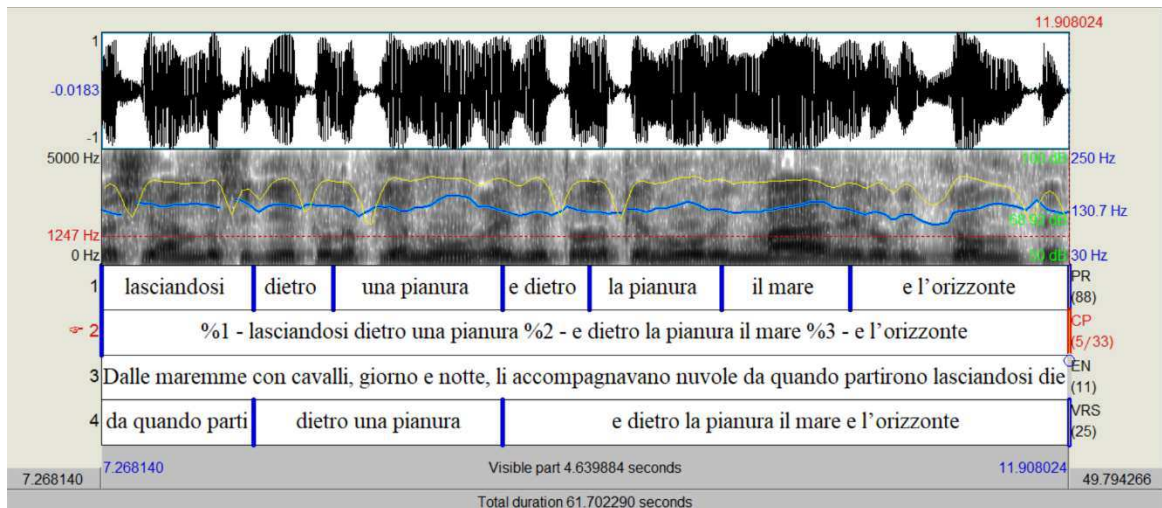 11.908024
1
-0.0183
-1
5000 Hz 100 dB 250 Hz
130.7 Hz
1247 Hz
0 Hz 50 dB 30 Hz
1 lasciandosi dietro una pianura e dietro la pianura il mare e l’orizzonte PR
(88)
2 %1 - lasciandosi dietro una pianura %2 - e dietro la pianura il mare %3 - e l’orizzonte CP
(5/33)
3 Dalle maremme con cavalli, giorno e notte, li accompagnavano nuvole da quando partirono lasciandosi die EN
(11)
4 da quando parti dietro una pianura e dietro la pianura il mare e l’orizzonte VRS
(25)
7.268140 Visible part 4.639884 seconds 11.908024
7.268140 49.794266
Total duration 61.702290 seconds